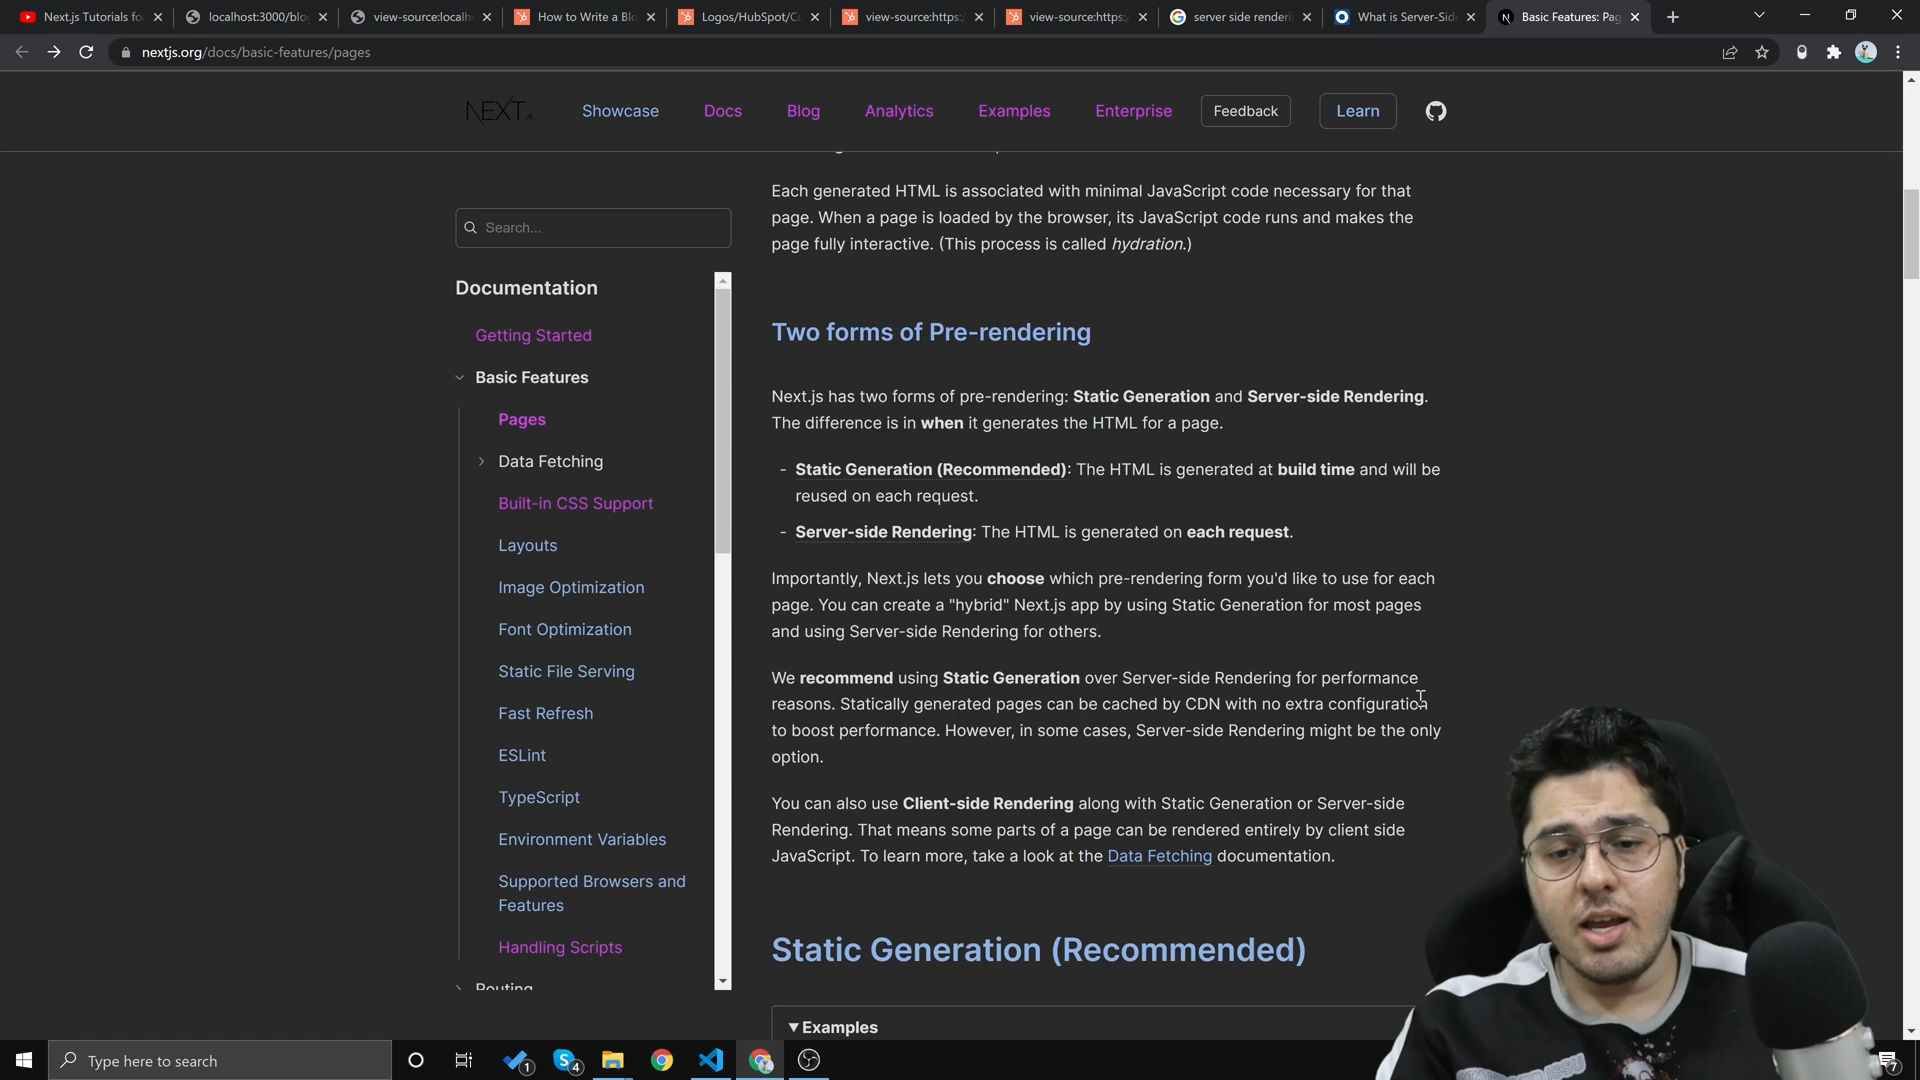 Next.js Tutorials fo
localhost:3000/blo
view-source:localh
How to Write a Blo
Logos/HubSpot/Co
view-source:https:/
view-source:https:/
server side renderi
What is Server-Sid
Basic Features: Pag
nextjs.org/docs/basic-features/pages
NEXT.js
Showcase
Docs
Blog
Analytics
Examples
Enterprise
Feedback
Learn
Search...
Documentation
Getting Started
Basic Features
Pages
Data Fetching
Built-in CSS Support
Layouts
Image Optimization
Font Optimization
Static File Serving
Fast Refresh
ESLint
TypeScript
Environment Variables
Supported Browsers and
Features
Handling Scripts
Routing
Each generated HTML is associated with minimal JavaScript code necessary for that
page. When a page is loaded by the browser, its JavaScript code runs and makes the
page fully interactive. (This process is called hydration.)
Two forms of Pre-rendering
Next.js has two forms of pre-rendering: Static Generation and Server-side Rendering.
The difference is in when it generates the HTML for a page.
- Static Generation (Recommended): The HTML is generated at build time and will be
reused on each request.
- Server-side Rendering: The HTML is generated on each request.
Importantly, Next.js lets you choose which pre-rendering form you'd like to use for each
page. You can create a "hybrid" Next.js app by using Static Generation for most pages
and using Server-side Rendering for others.
We recommend using Static Generation over Server-side Rendering for performance
reasons. Statically generated pages can be cached by CDN with no extra configuration
to boost performance. However, in some cases, Server-side Rendering might be the only
option.
You can also use Client-side Rendering along with Static Generation or Server-side
Rendering. That means some parts of a page can be rendered entirely by client side
JavaScript. To learn more, take a look at the Data Fetching documentation.
Static Generation (Recommended)
▼Examples
Type here to search
1
4
7